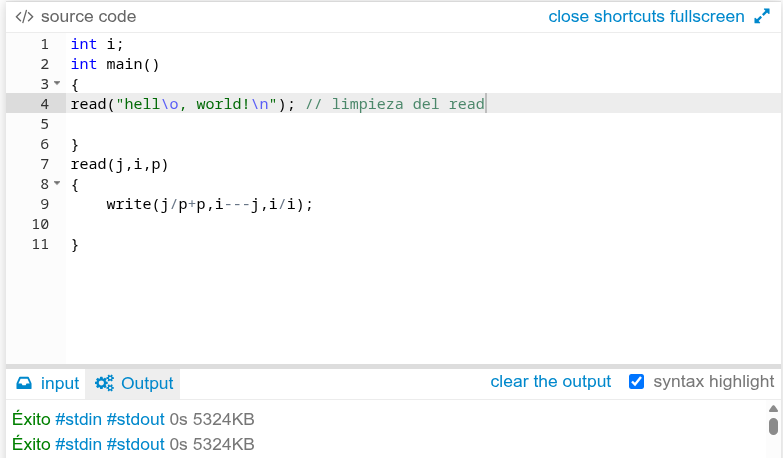 </> source code close shortcuts fullscreen
1 int i;
2 int main()
3 {
4 read("hell\o, world!\n"); // limpieza del read
5
6 }
7 read(j,i,p)
8 {
9     write(j/p+p,i---j,i/i);
10
11 }
input Output clear the output syntax highlight
Éxito #stdin #stdout 0s 5324KB
Éxito #stdin #stdout 0s 5324KB